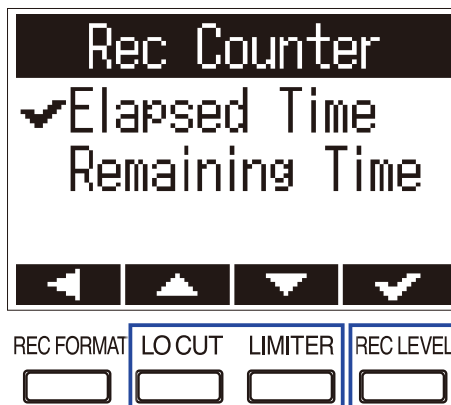 Rec Counter
Elapsed Time
Remaining Time
REC FORMAT LO CUT LIMITER REC LEVEL